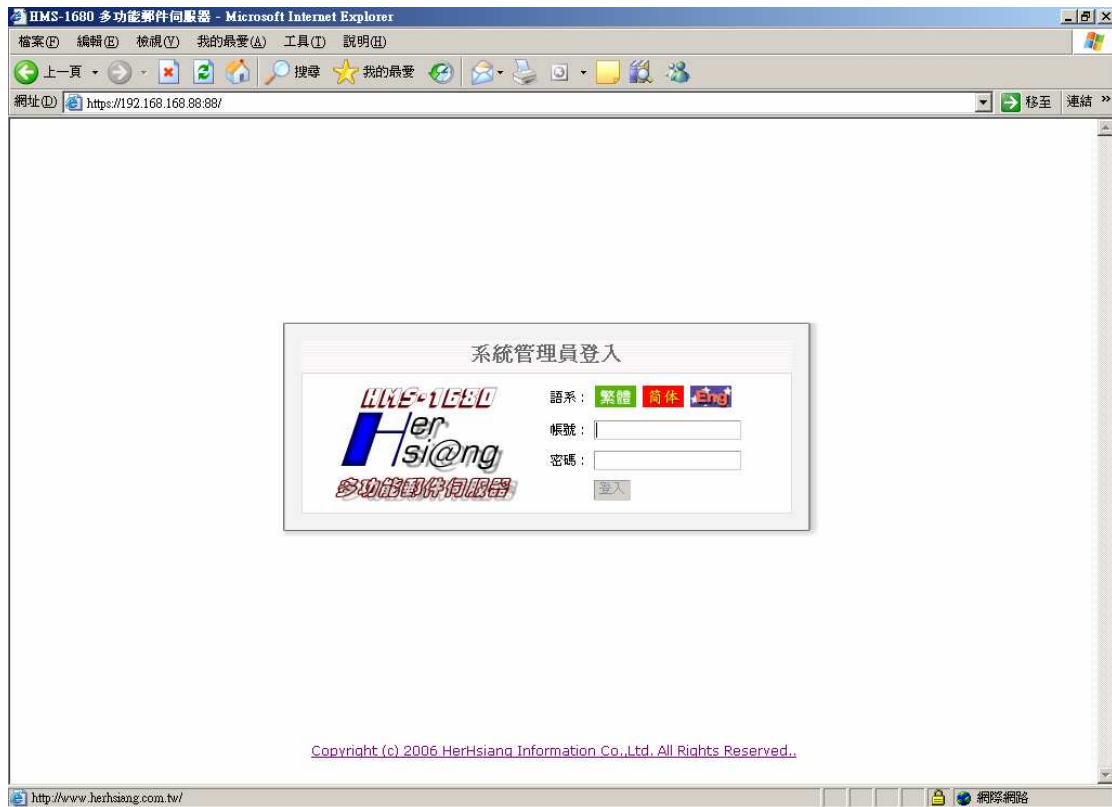 HMS-1680 多功能郵件伺服器 - Microsoft Internet Explorer
檔案(F) 編輯(E) 檢視(V) 我的最愛(A) 工具(T) 說明(H)
上一頁 搜尋 我的最愛
網址(D) https://192.168.168.88:88/ 移至 連結 »
系統管理員登入
HMS-1680
Her
Hsi@ng
多功能郵件伺服器
語系： 繁體 简体 Eng
帳號：
密碼：
登入
Copyright (c) 2006 HerHsiang Information Co.,Ltd. All Rights Reserved..
http://www.herhsiang.com.tw/ 網際網路